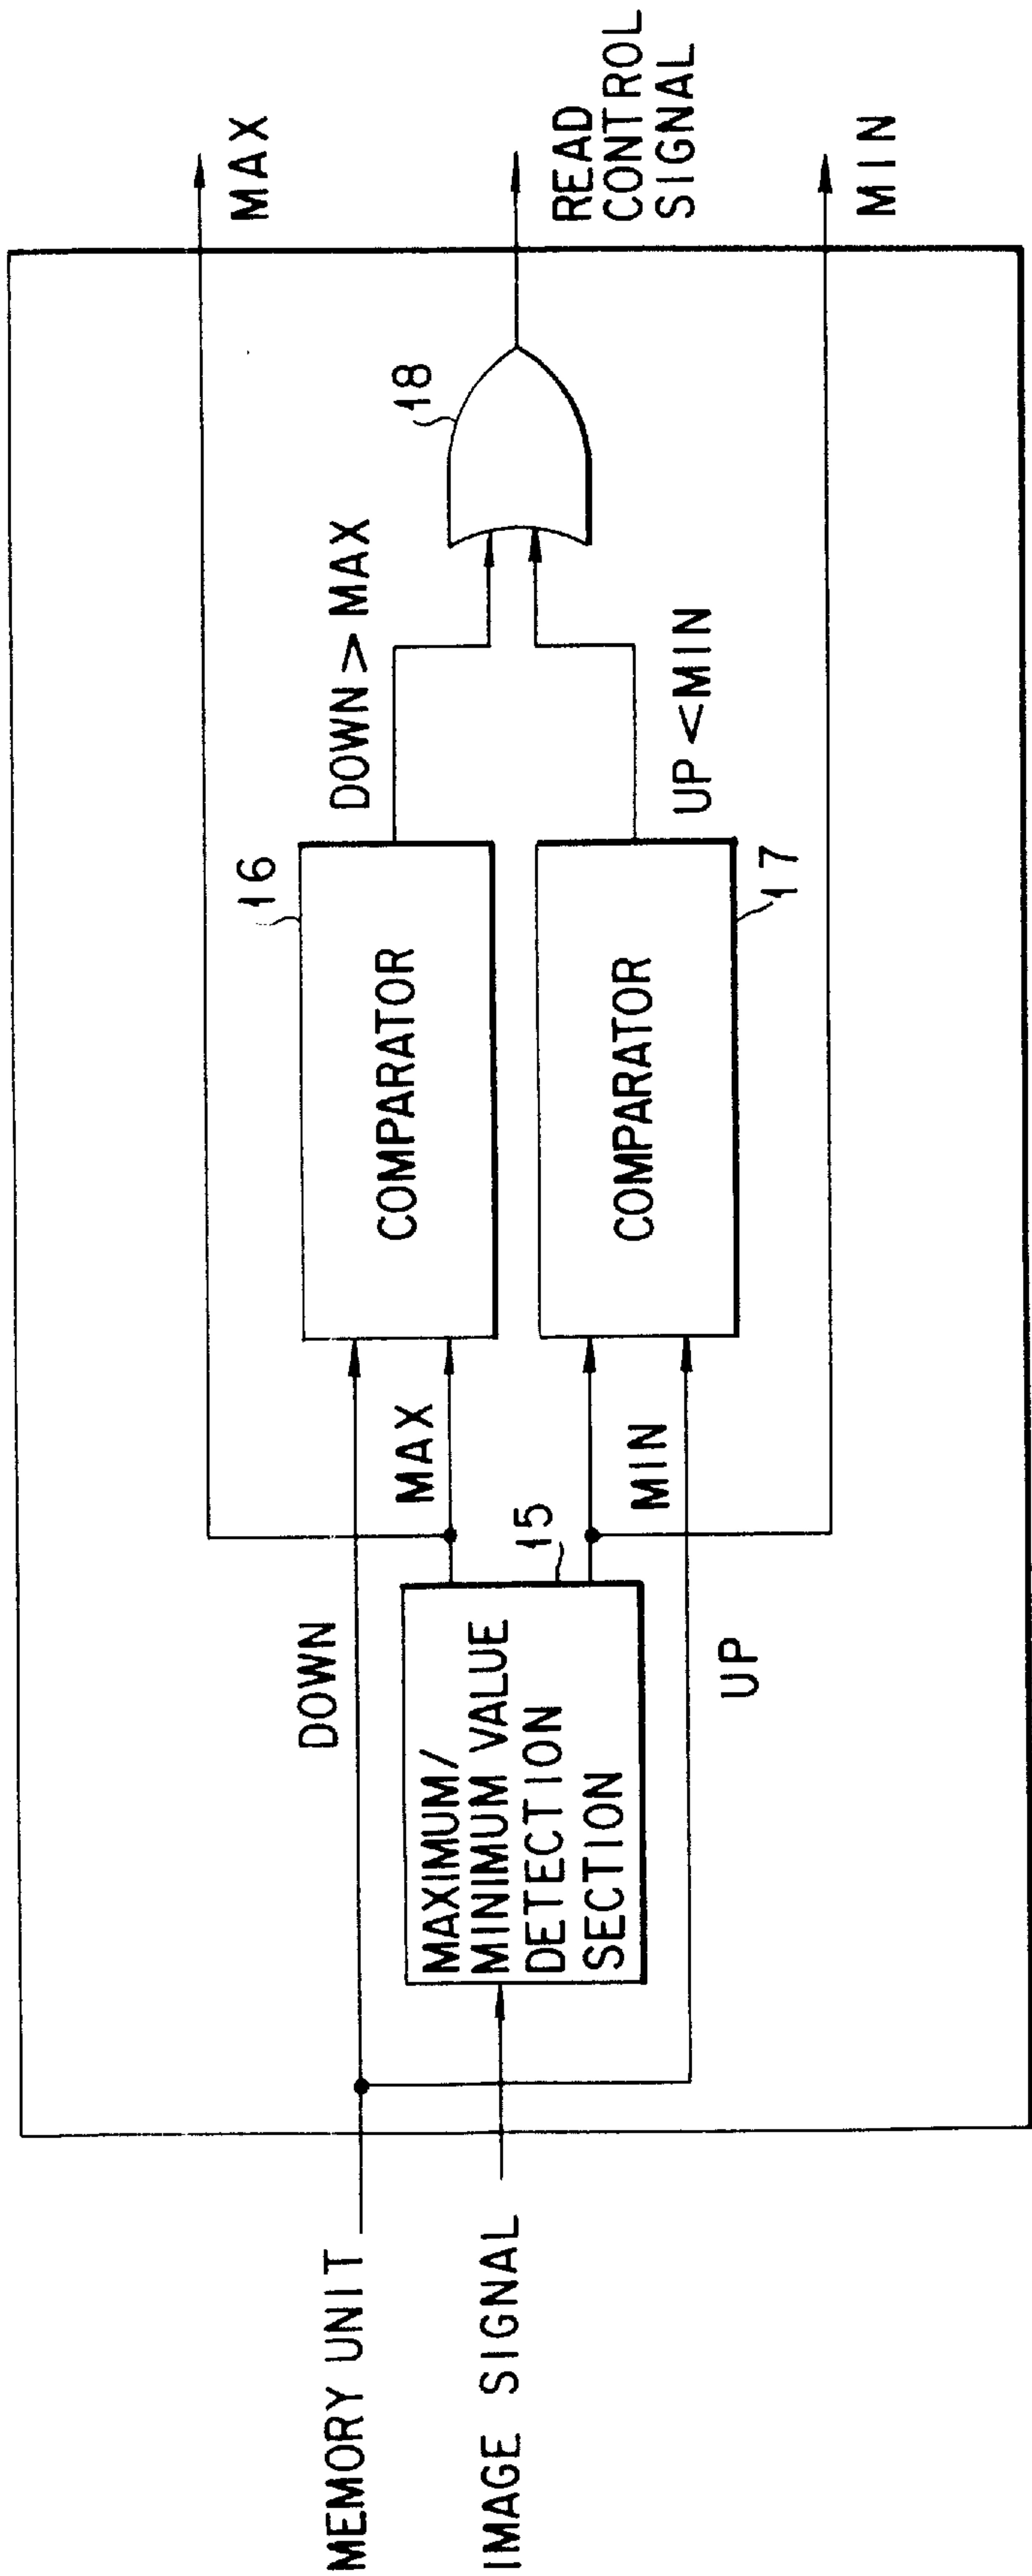 MEMORY UNIT
IMAGE SIGNAL
DOWN
MAXIMUM/
MINIMUM VALUE
DETECTION
SECTION
15
UP
MAX
MIN
COMPARATOR
16
COMPARATOR
17
DOWN > MAX
UP < MIN
18
MAX
READ
CONTROL
SIGNAL
MIN